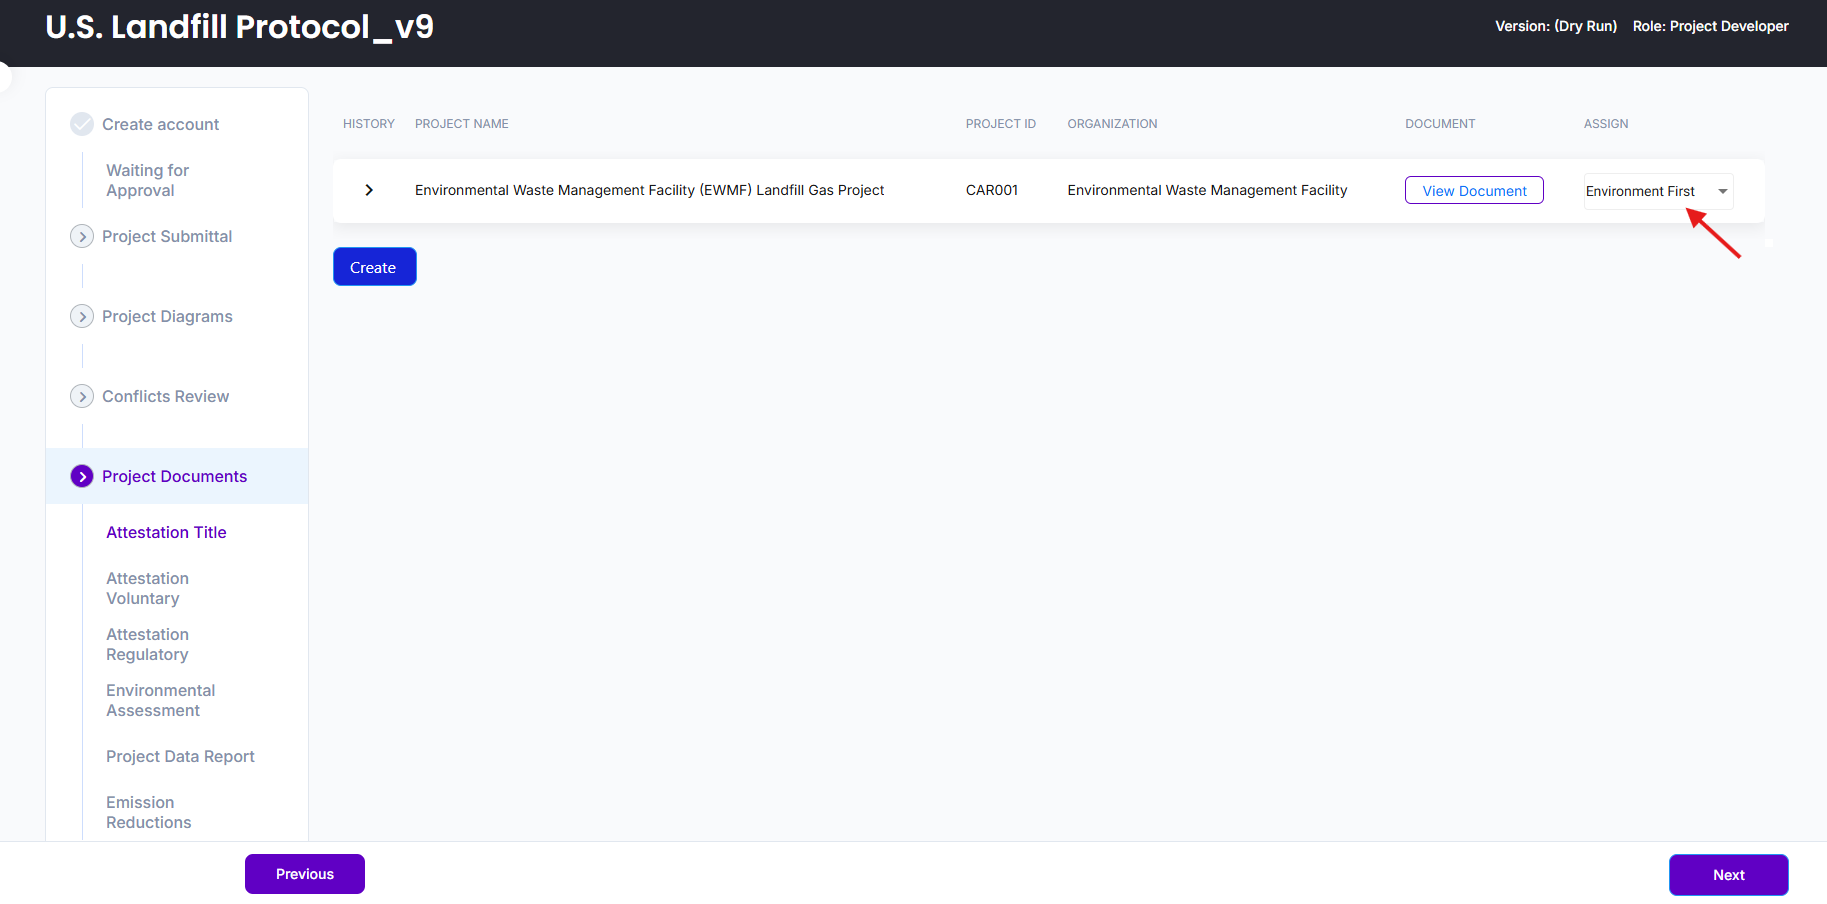 U.S. Landfill Protocol_v9
Version: (Dry Run) Role: Project Developer
Create account
Waiting for
Approval
Project Submittal
Project Diagrams
Conflicts Review
Project Documents
Attestation Title
Attestation
Voluntary
Attestation
Regulatory
Environmental
Assessment
Project Data Report
Emission
Reductions
HISTORY PROJECT NAME PROJECT ID ORGANIZATION DOCUMENT ASSIGN
Environmental Waste Management Facility (EWMF) Landfill Gas Project CAR001 Environmental Waste Management Facility View Document Environment First
Create
Previous
Next